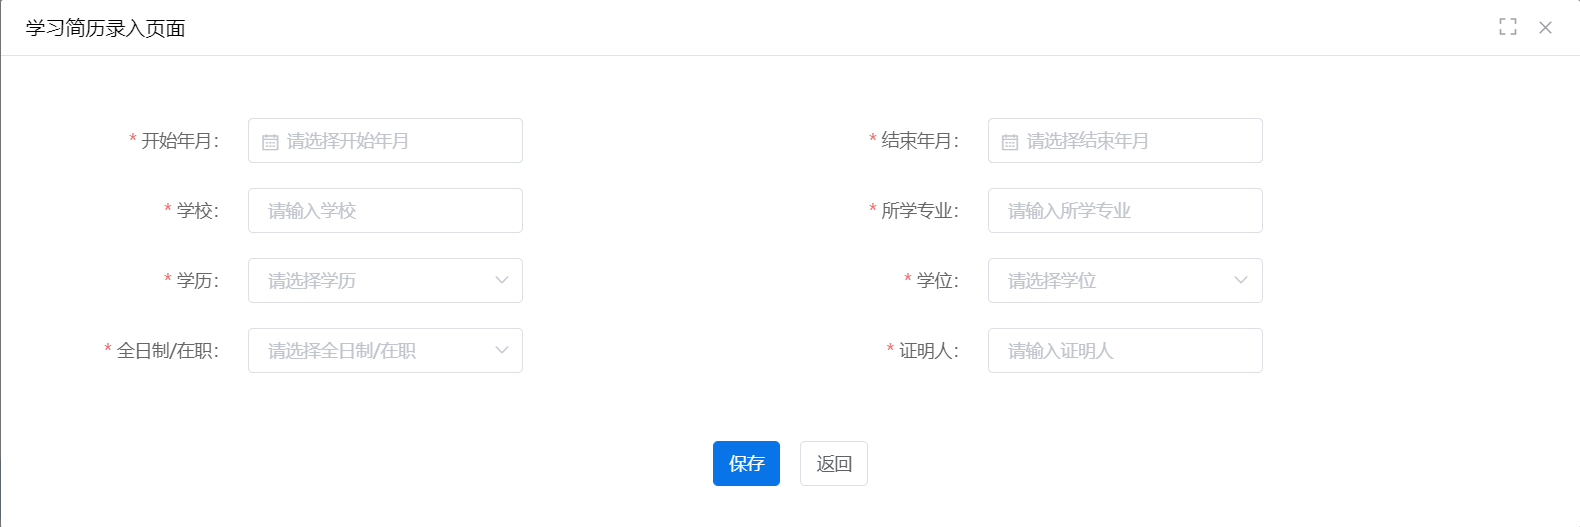 学习简历录入页面
* 开始年月： 请选择开始年月 * 结束年月： 请选择结束年月
* 学校： 请输入学校 * 所学专业： 请输入所学专业
* 学历： 请选择学历 * 学位： 请选择学位
* 全日制/在职： 请选择全日制/在职 * 证明人： 请输入证明人
保存 返回